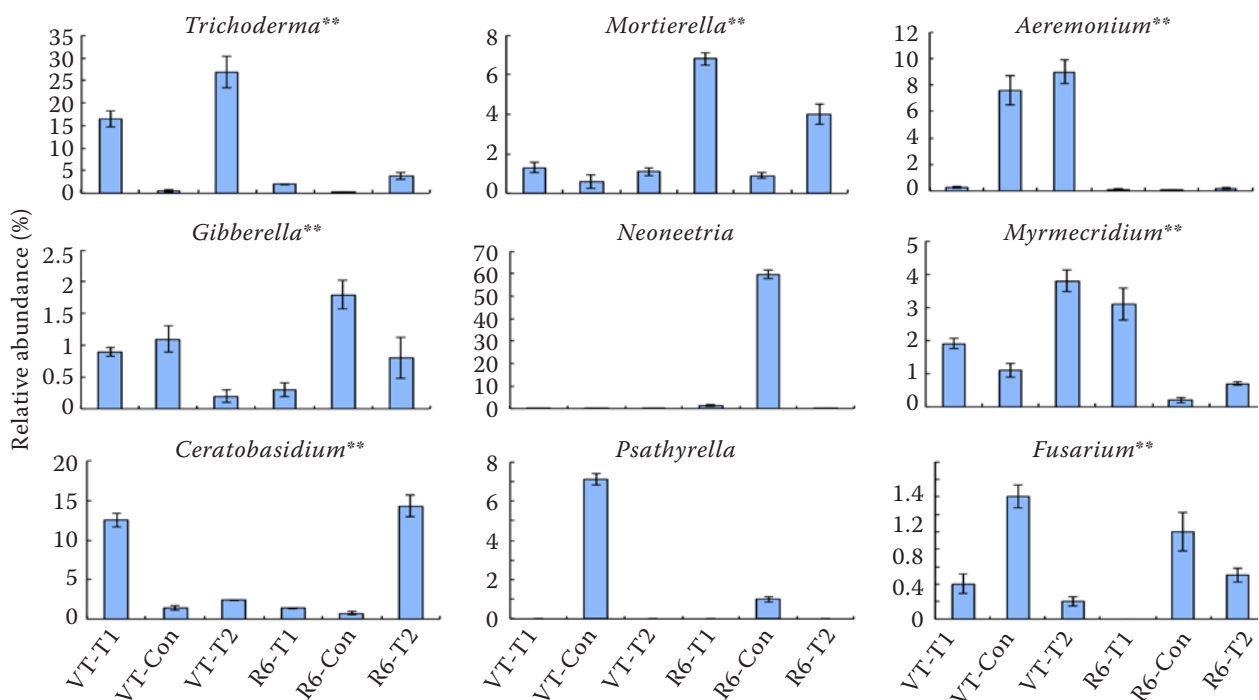 Relative abundance (%)
Trichoderma**
35
30
25
20
15
10
5
0
Mortierella**
8
6
4
2
0
Aeremonium**
12
10
8
6
4
2
0
Gibberella**
2.5
2
1.5
1
0.5
0
Neoneetria
70
60
50
40
30
20
10
0
Myrmecridium**
5
4
3
2
1
0
Ceratobasidium**
20
15
10
5
0
VT-T1
VT-Con
VT-T2
R6-T1
R6-Con
R6-T2
Psathyrella
8
6
4
2
0
VT-T1
VT-Con
VT-T2
R6-T1
R6-Con
R6-T2
Fusarium**
1.4
1.2
0.8
0.4
0
VT-T1
VT-Con
VT-T2
R6-T1
R6-Con
R6-T2